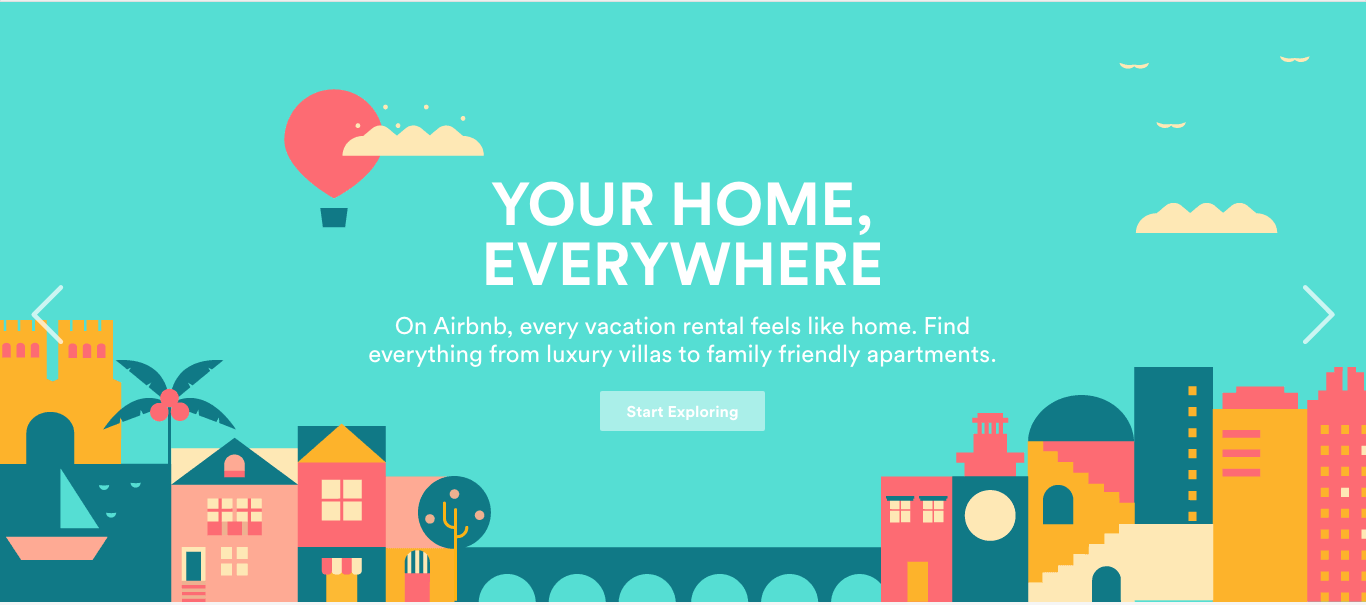 YOUR HOME,
EVERYWHERE
On Airbnb, every vacation rental feels like home. Find
everything from luxury villas to family friendly apartments.
Start Exploring